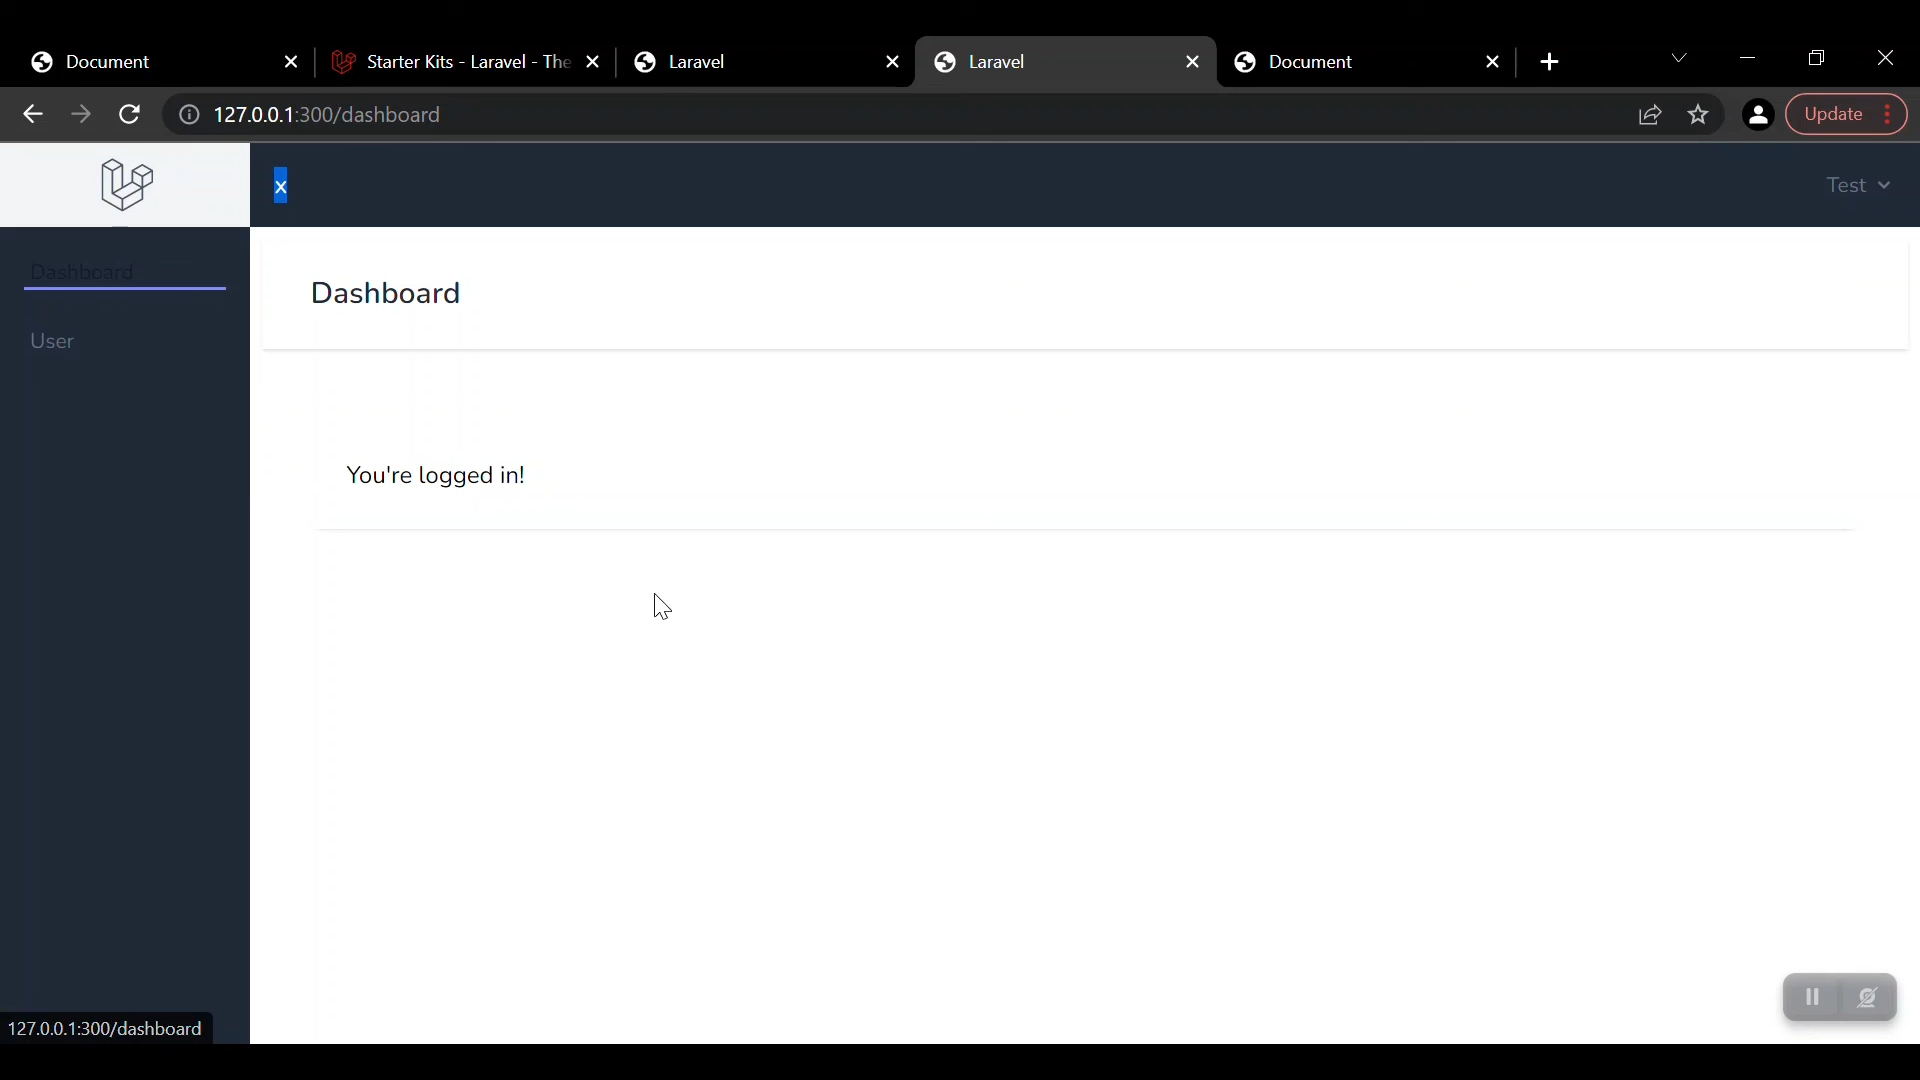 Document
Starter Kits - Laravel - The
Laravel
Laravel
Document
127.0.0.1:300/dashboard
Update
x
Test
Dashboard
User
Dashboard
You're logged in!
127.0.0.1:300/dashboard